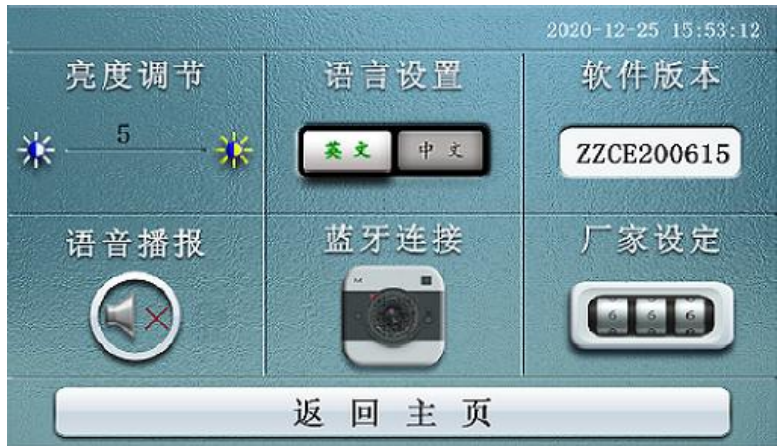 2020-12-25 15:53:12
亮度调节 语言设置 软件版本
5 英文 中文 ZZCE200615
语音播报 蓝牙连接 厂家设定
M
6 6 6
返回主页